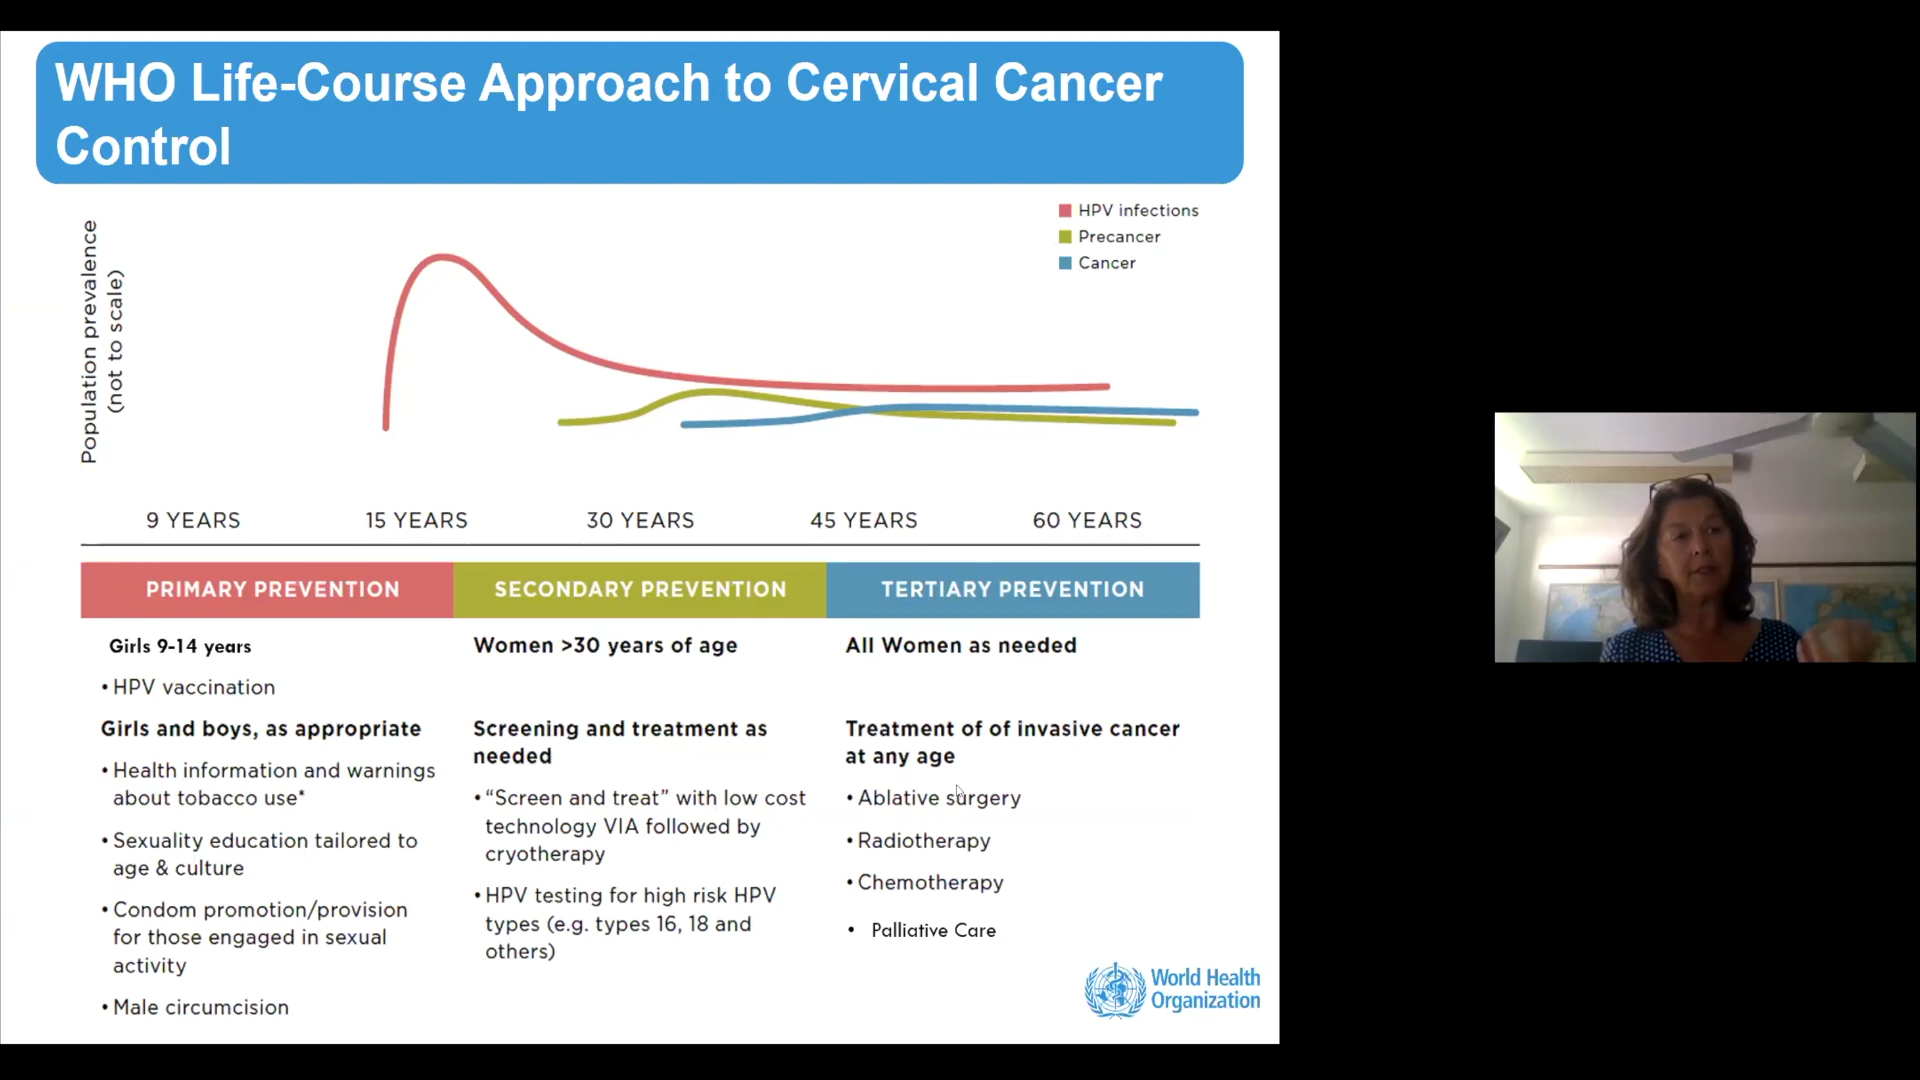 WHO Life-Course Approach to Cervical Cancer
Control
HPV infections
Precancer
Cancer
Population prevalence
(not to scale)
9 YEARS
15 YEARS
30 YEARS
45 YEARS
60 YEARS
PRIMARY PREVENTION
SECONDARY PREVENTION
TERTIARY PREVENTION
Girls 9-14 years
• HPV vaccination
Girls and boys, as appropriate
• Health information and warnings
about tobacco use*
• Sexuality education tailored to
age & culture
• Condom promotion/provision
for those engaged in sexual
activity
• Male circumcision
Women >30 years of age
Screening and treatment as
needed
• “Screen and treat” with low cost
technology VIA followed by
cryotherapy
• HPV testing for high risk HPV
types (e.g. types 16, 18 and
others)
All Women as needed
Treatment of of invasive cancer
at any age
• Ablative surgery
• Radiotherapy
• Chemotherapy
• Palliative Care
World Health
Organization